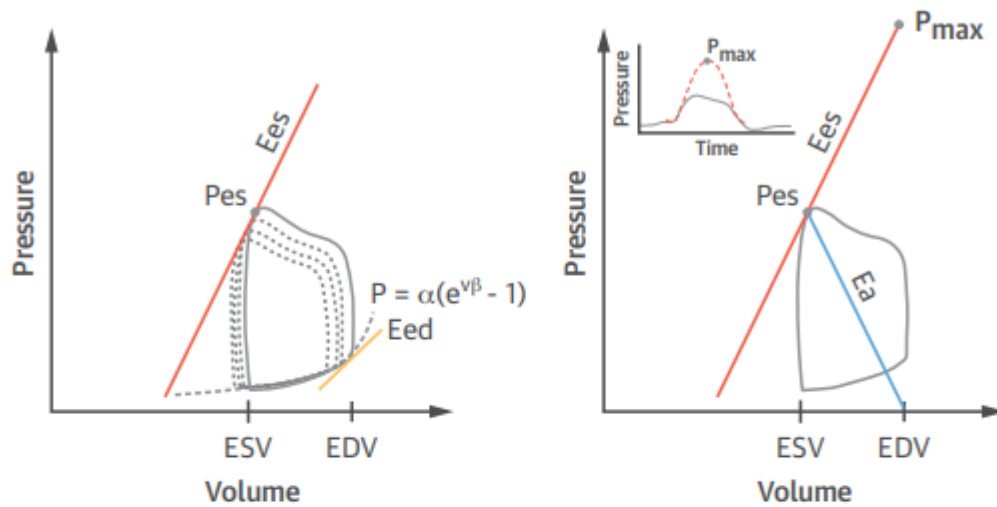 Pressure
Ees
Pes
P = α(e^vβ - 1)
Eed
ESV
EDV
Volume
Pressure
Pressure
Pmax
Time
Pmax
Ees
Pes
Ea
ESV
EDV
Volume